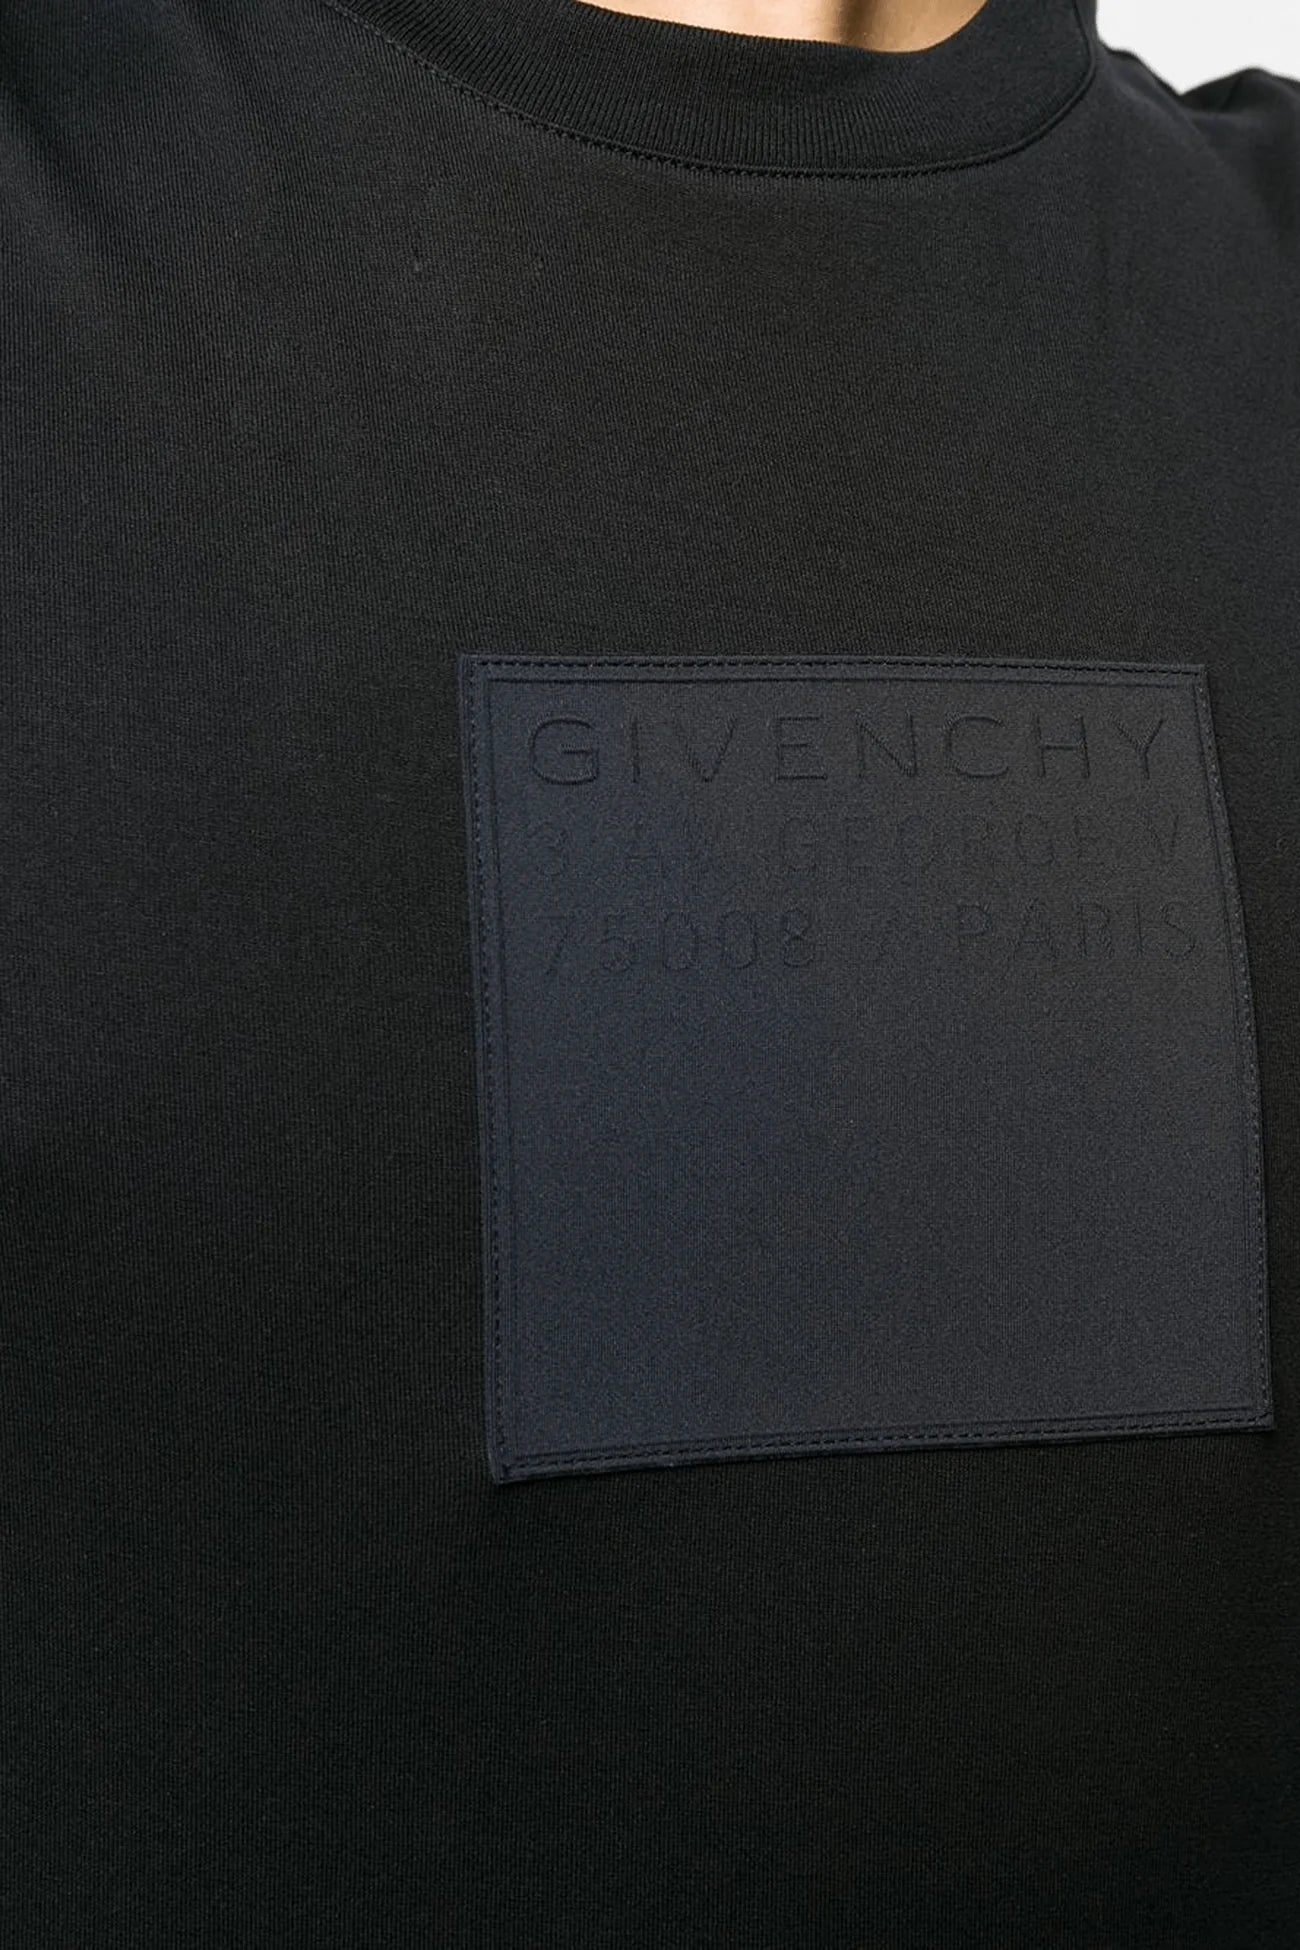 GIVENCHY
3 AV GEORGE V
75008 / PARIS